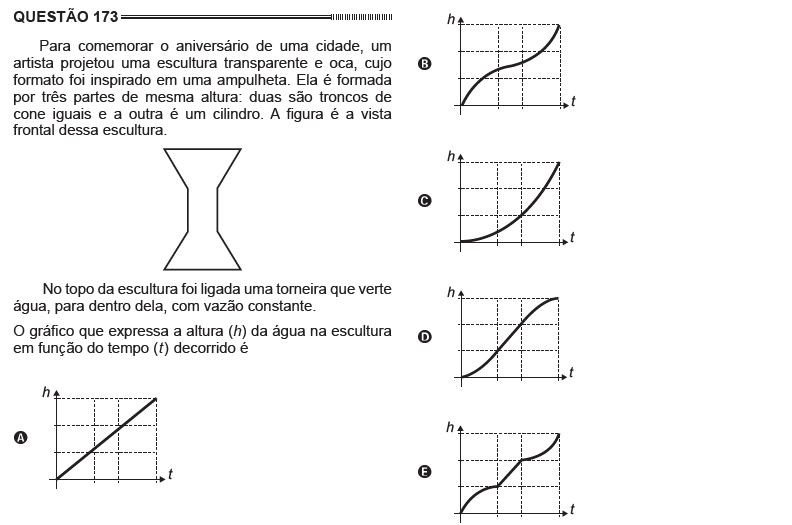 QUESTÃO 173
Para comemorar o aniversário de uma cidade, um
artista projetou uma escultura transparente e oca, cujo
formato foi inspirado em uma ampulheta. Ela é formada
por três partes de mesma altura: duas são troncos de
cone iguais e a outra é um cilindro. A figura é a vista
frontal dessa escultura.
No topo da escultura foi ligada uma torneira que verte
água, para dentro dela, com vazão constante.
O gráfico que expressa a altura (h) da água na escultura
em função do tempo (t) decorrido é
h
A
t
h
B
t
h
C
t
h
D
t
h
E
t